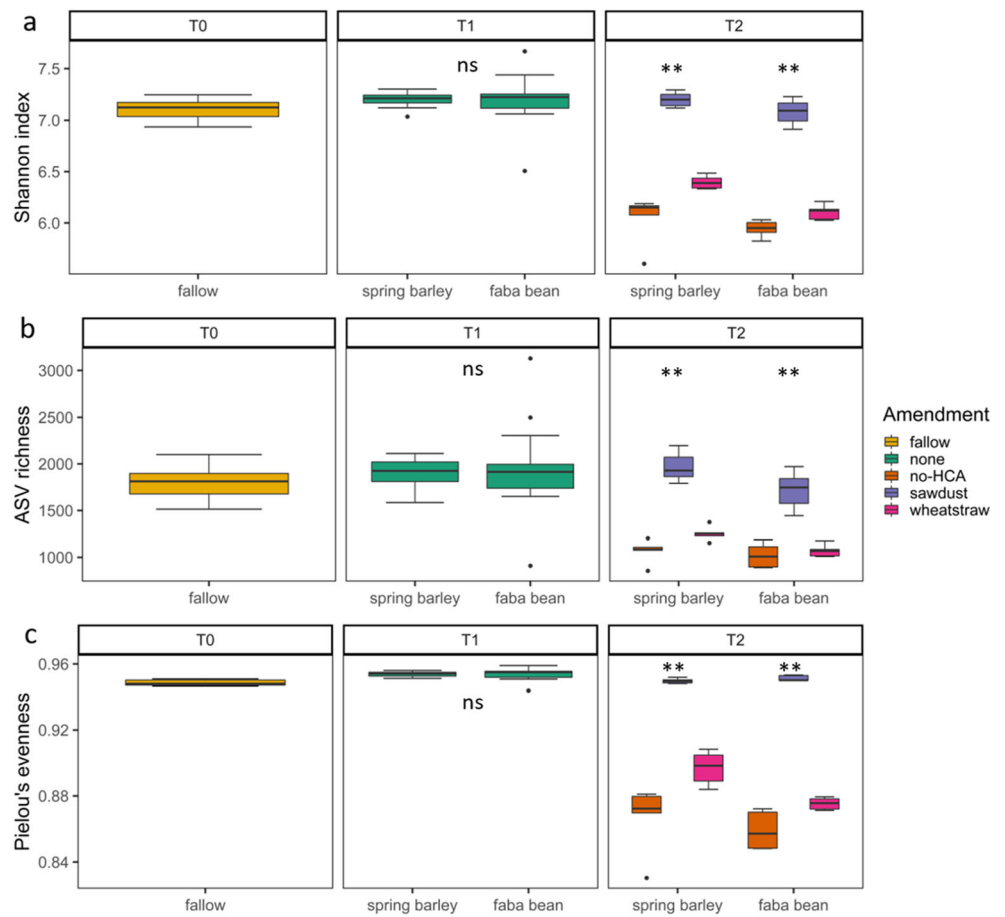 a
T0 T1 T2
Shannon index
7.5
7.0
6.5
6.0
ns
** **
fallow spring barley faba bean spring barley faba bean
b
T0 T1 T2
ASV richness
3000
2500
2000
1500
1000
ns
** **
fallow spring barley faba bean spring barley faba bean
Amendment
fallow
none
no-HCA
sawdust
wheatstraw
c
T0 T1 T2
Pielou's evenness
0.96
0.92
0.88
0.84
** **
ns
fallow spring barley faba bean spring barley faba bean